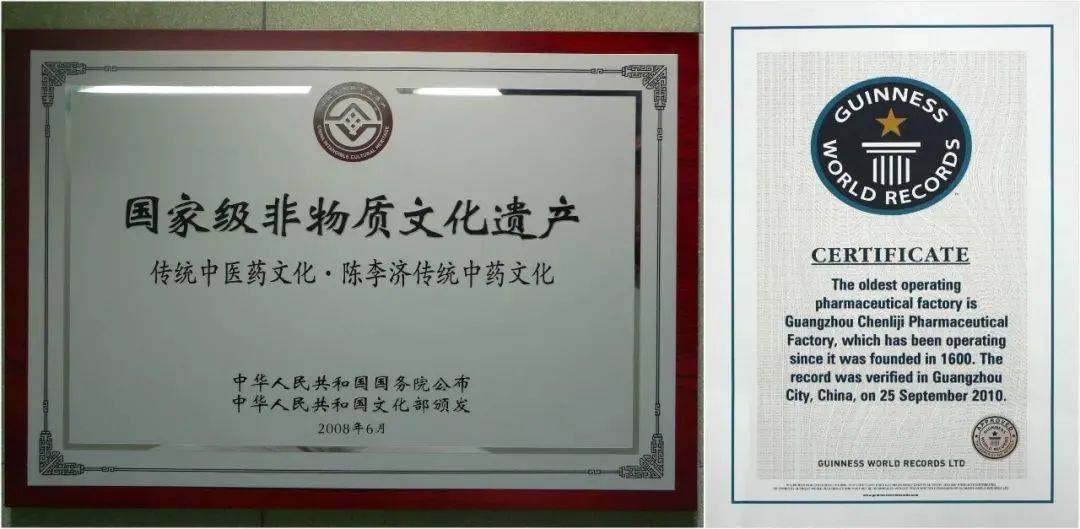 CHINA INTANGIBLE CULTURAL HERITAGE
国家级非物质文化遗产
传统中医药文化·陈李济传统中药文化
中华人民共和国国务院公布
中华人民共和国文化部颁发
2008年6月
GUINNESS
WORLD RECORDS
CERTIFICATE
The oldest operating
pharmaceutical factory is
Guangzhou Chenliji Pharmaceutical
Factory, which has been operating
since it was founded in 1600. The
record was verified in Guangzhou
City, China, on 25 September 2010.
APPROVED
GUINNESS WORLD RECORDS LTD